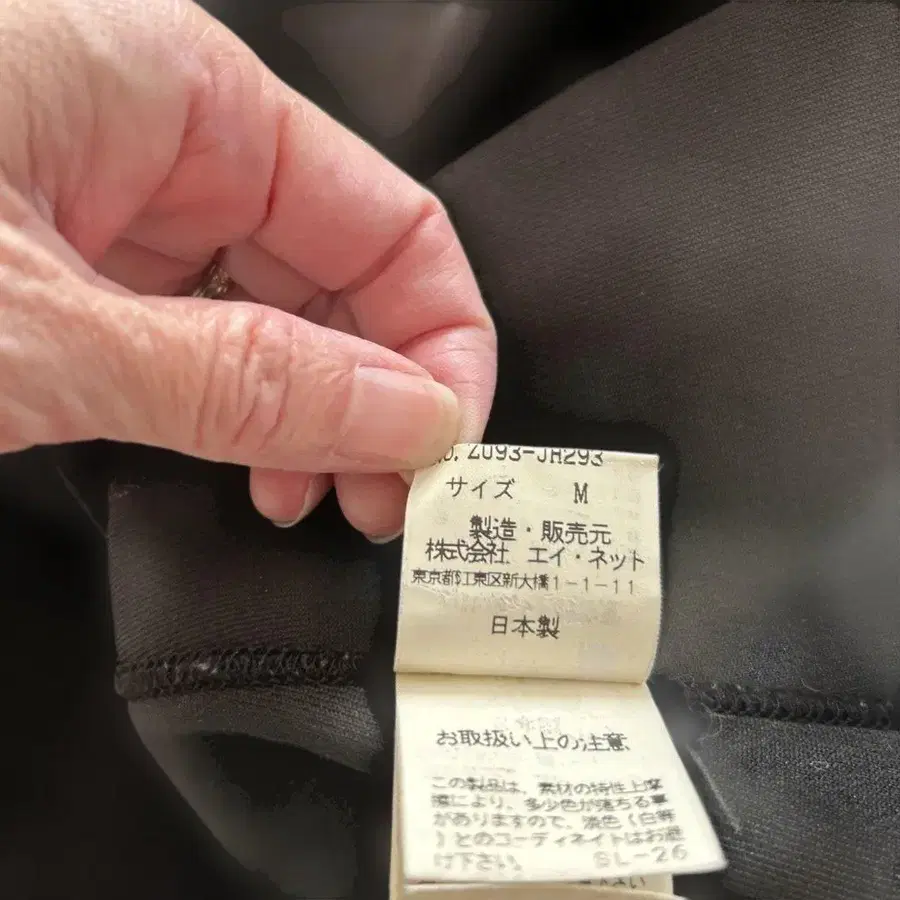 No. ZU93-JH293
サイズ M
製造・販売元
株式会社 エイ・ネット
東京都江東区新大橋1-1-11
日本製
お取扱い上の注意
この製品は、素材の特性上摩
擦により、多少色が落ちる事
がありますので、淡色(白等
)とのコーディネイトはお避
け下さい。 SL-26